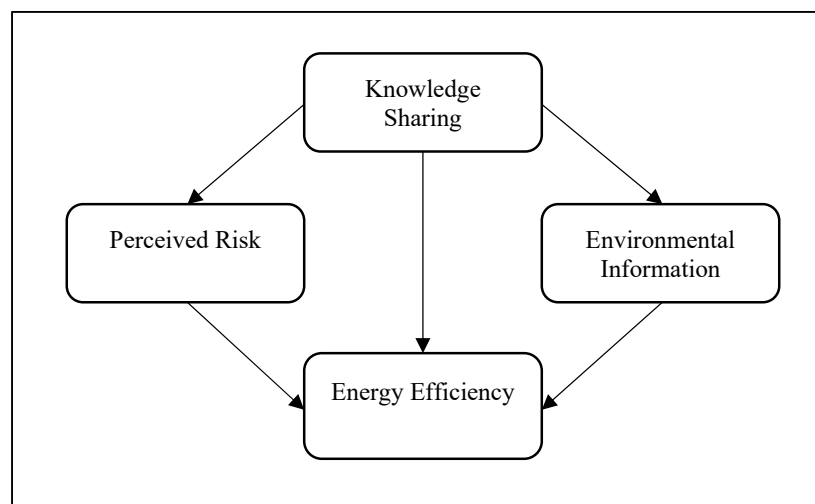 Knowledge
Sharing
Perceived Risk
Environmental
Information
Energy Efficiency